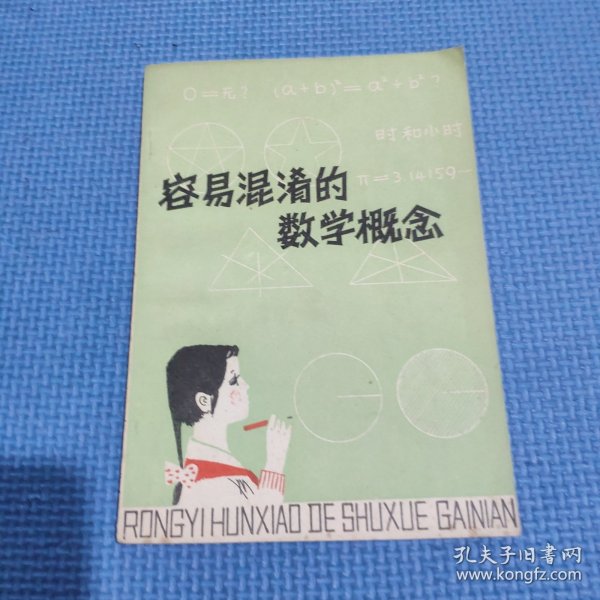 0=无? (a+b)²=a²+b²?
时和小时
π=3.14159…
容易混淆的
数学概念
RONGYI HUNXIAO DE SHUXUE GAINIAN
孔夫子旧书网
www.kongfz.com